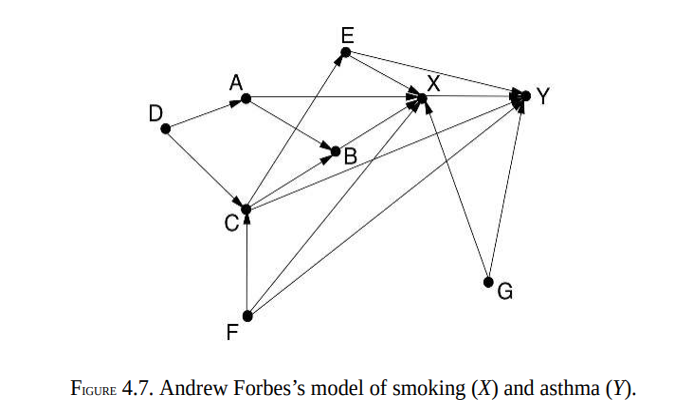 E
A
X
Y
D
B
C
G
F
FIGURE 4.7. Andrew Forbes’s model of smoking (X) and asthma (Y).